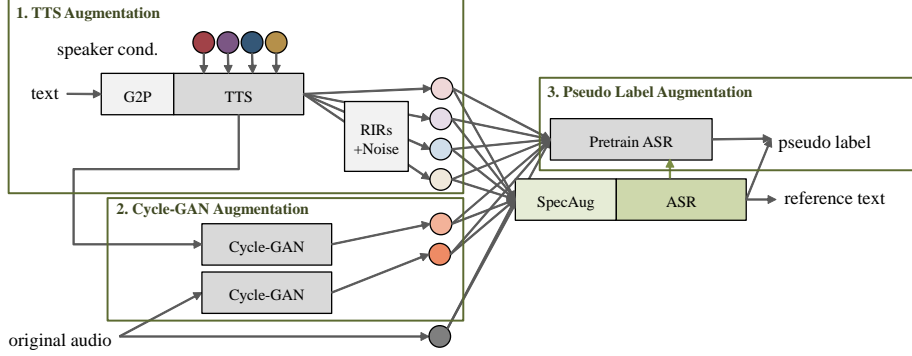 1. TTS Augmentation
speaker cond.
text
G2P
TTS
RIRs
+Noise
2. Cycle-GAN Augmentation
Cycle-GAN
Cycle-GAN
original audio
3. Pseudo Label Augmentation
Pretrain ASR
pseudo label
SpecAug
ASR
reference text